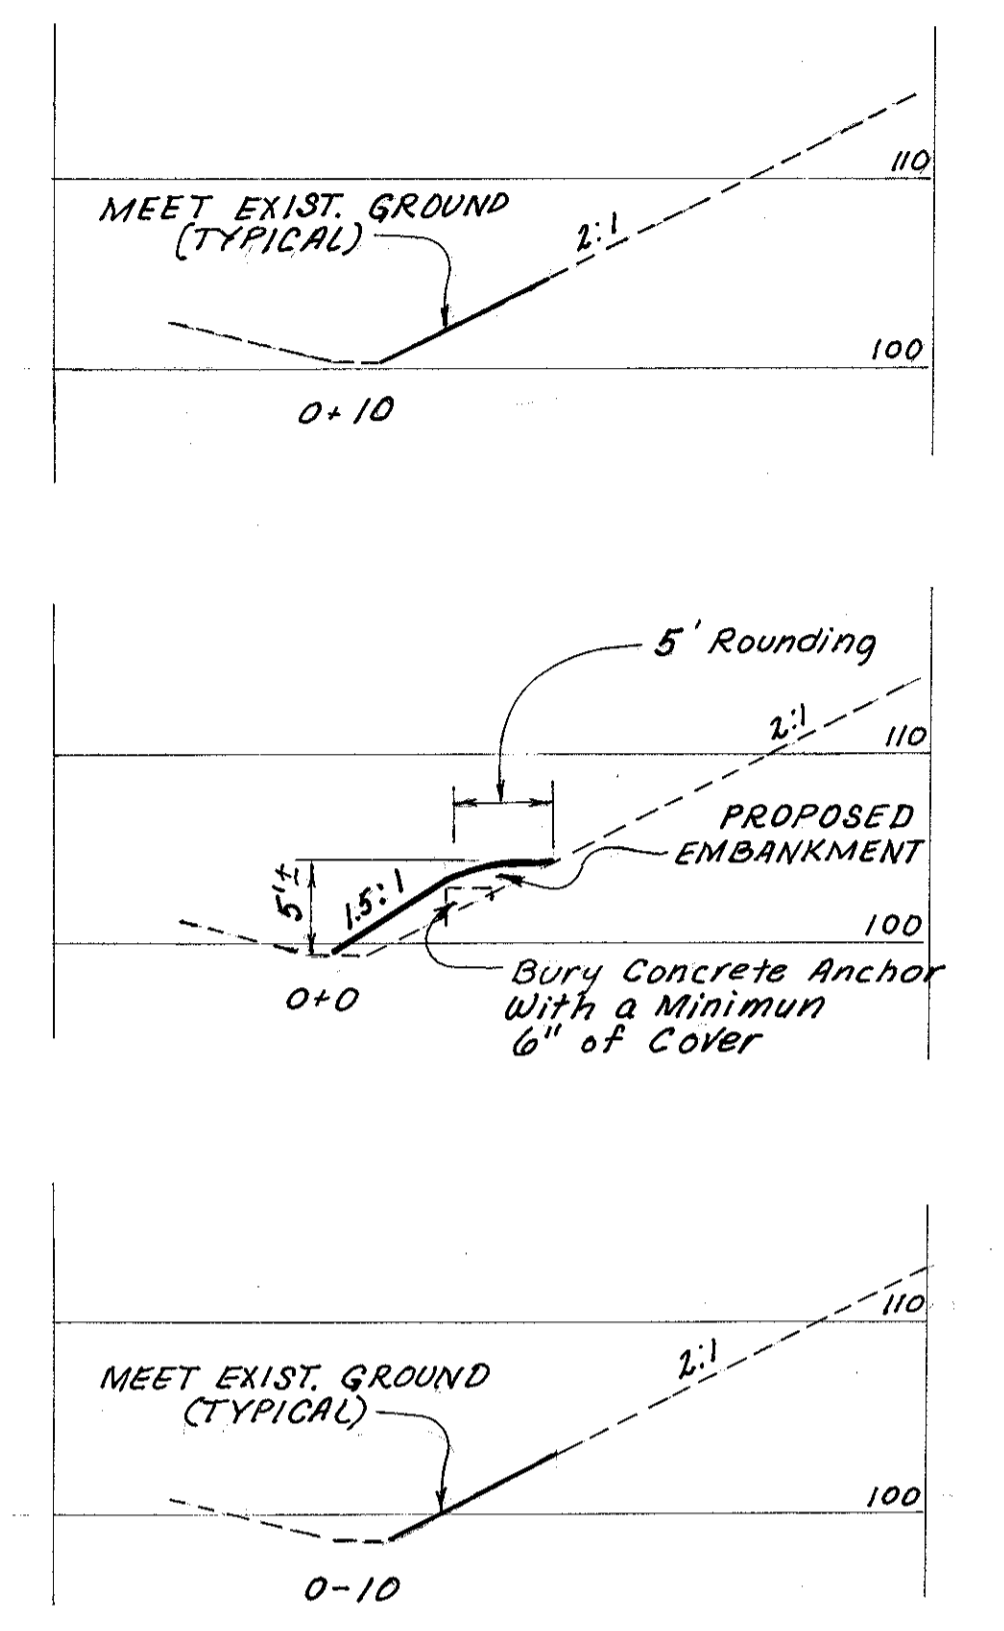 110
MEET EXIST. GROUND
(TYPICAL)
2:1
100
0+10
5' Rounding
2:1
110
PROPOSED
EMBANKMENT
5'±
1.5:1
100
0+0
Bury Concrete Anchor
With a Minimun
6" of Cover
110
2:1
MEET EXIST. GROUND
(TYPICAL)
100
0-10